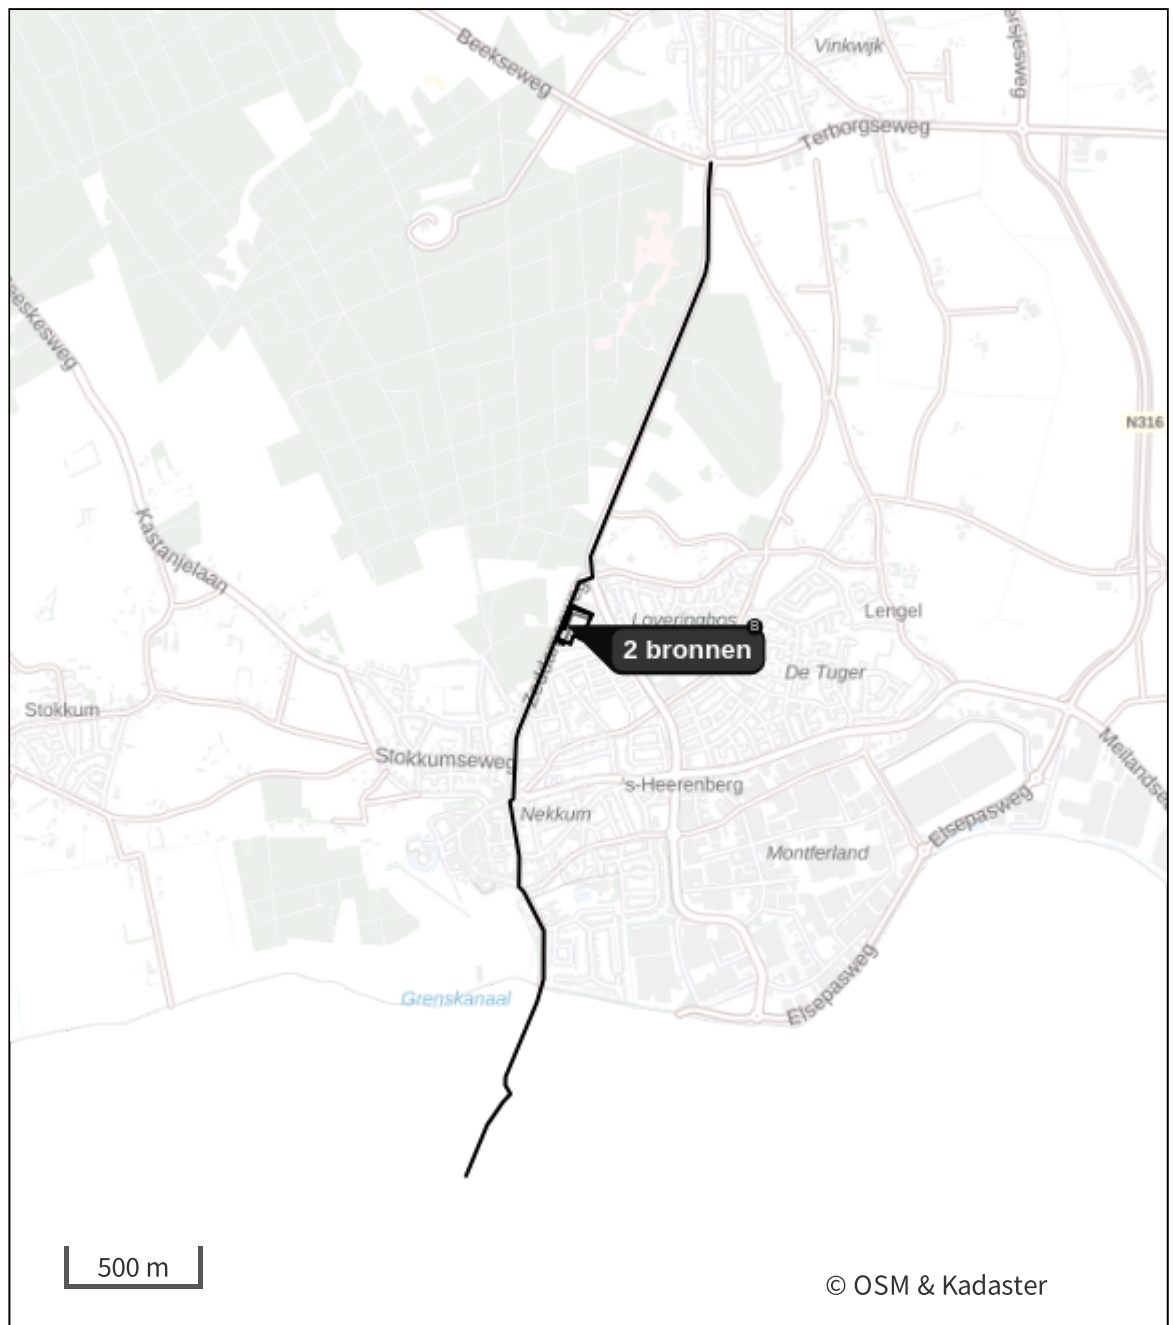 Beekseweg
Vinkwijk
Terborgseweg
N316
Kastanjelaan
Lengel
2 bronnen
B
De Tuger
Stokkum
Stokkumseweg
's-Heerenberg
Nekkum
Montferland
Elsepasweg
Elsepasweg
Grenskanaal
500 m
© OSM & Kadaster